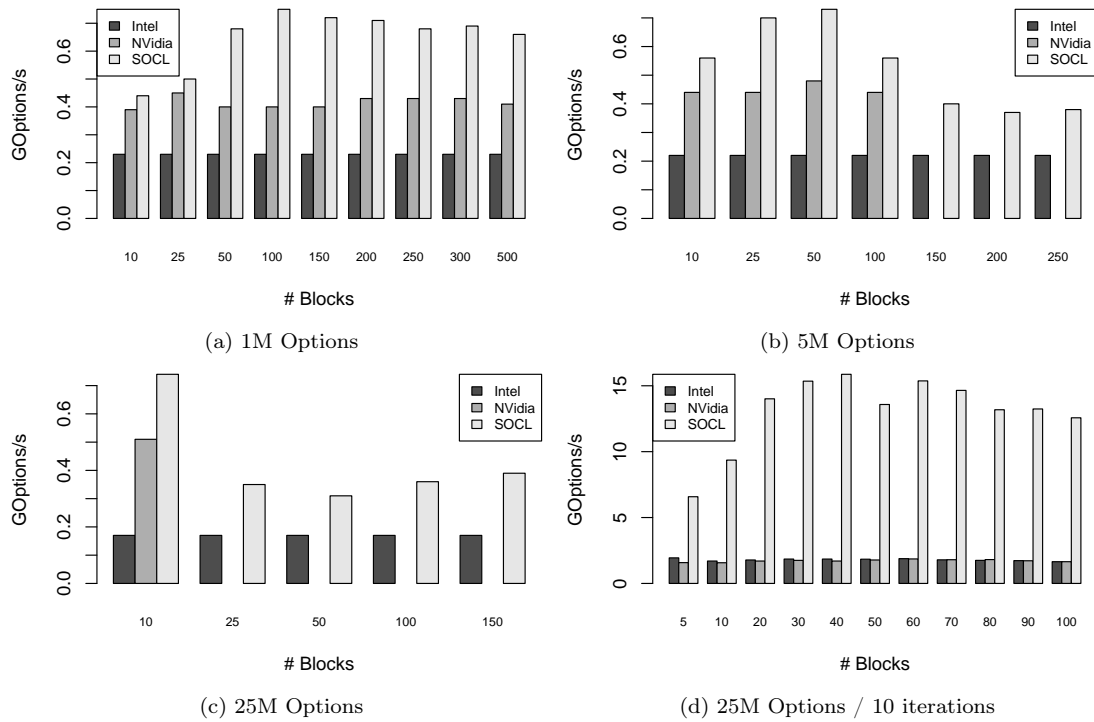 Intel
NVidia
SOCL
GOptions/s
0.0 0.2 0.4 0.6
10 25 50 100 150 200 250 300 500
# Blocks
(a) 1M Options
Intel
NVidia
SOCL
GOptions/s
0.0 0.2 0.4 0.6
10 25 50 100 150 200 250
# Blocks
(b) 5M Options
Intel
NVidia
SOCL
GOptions/s
0.0 0.2 0.4 0.6
10 25 50 100 150
# Blocks
(c) 25M Options
Intel
NVidia
SOCL
GOptions/s
0 5 10 15
5 10 20 30 40 50 60 70 80 90 100
# Blocks
(d) 25M Options / 10 iterations